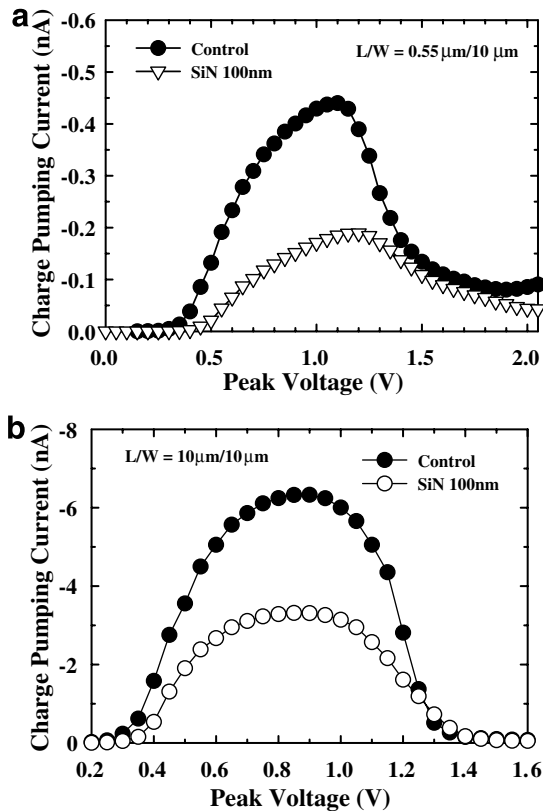 a
-0.6
-0.5
-0.4
-0.3
-0.2
-0.1
0.0
Charge Pumping Current (nA)
Control
SiN 100nm
L/W = 0.55 μm/10 μm
0.0 0.5 1.0 1.5 2.0
Peak Voltage (V)
b
-8
-6
-4
-2
0
Charge Pumping Current (nA)
L/W = 10μm/10μm
Control
SiN 100nm
0.2 0.4 0.6 0.8 1.0 1.2 1.4 1.6
Peak Voltage (V)